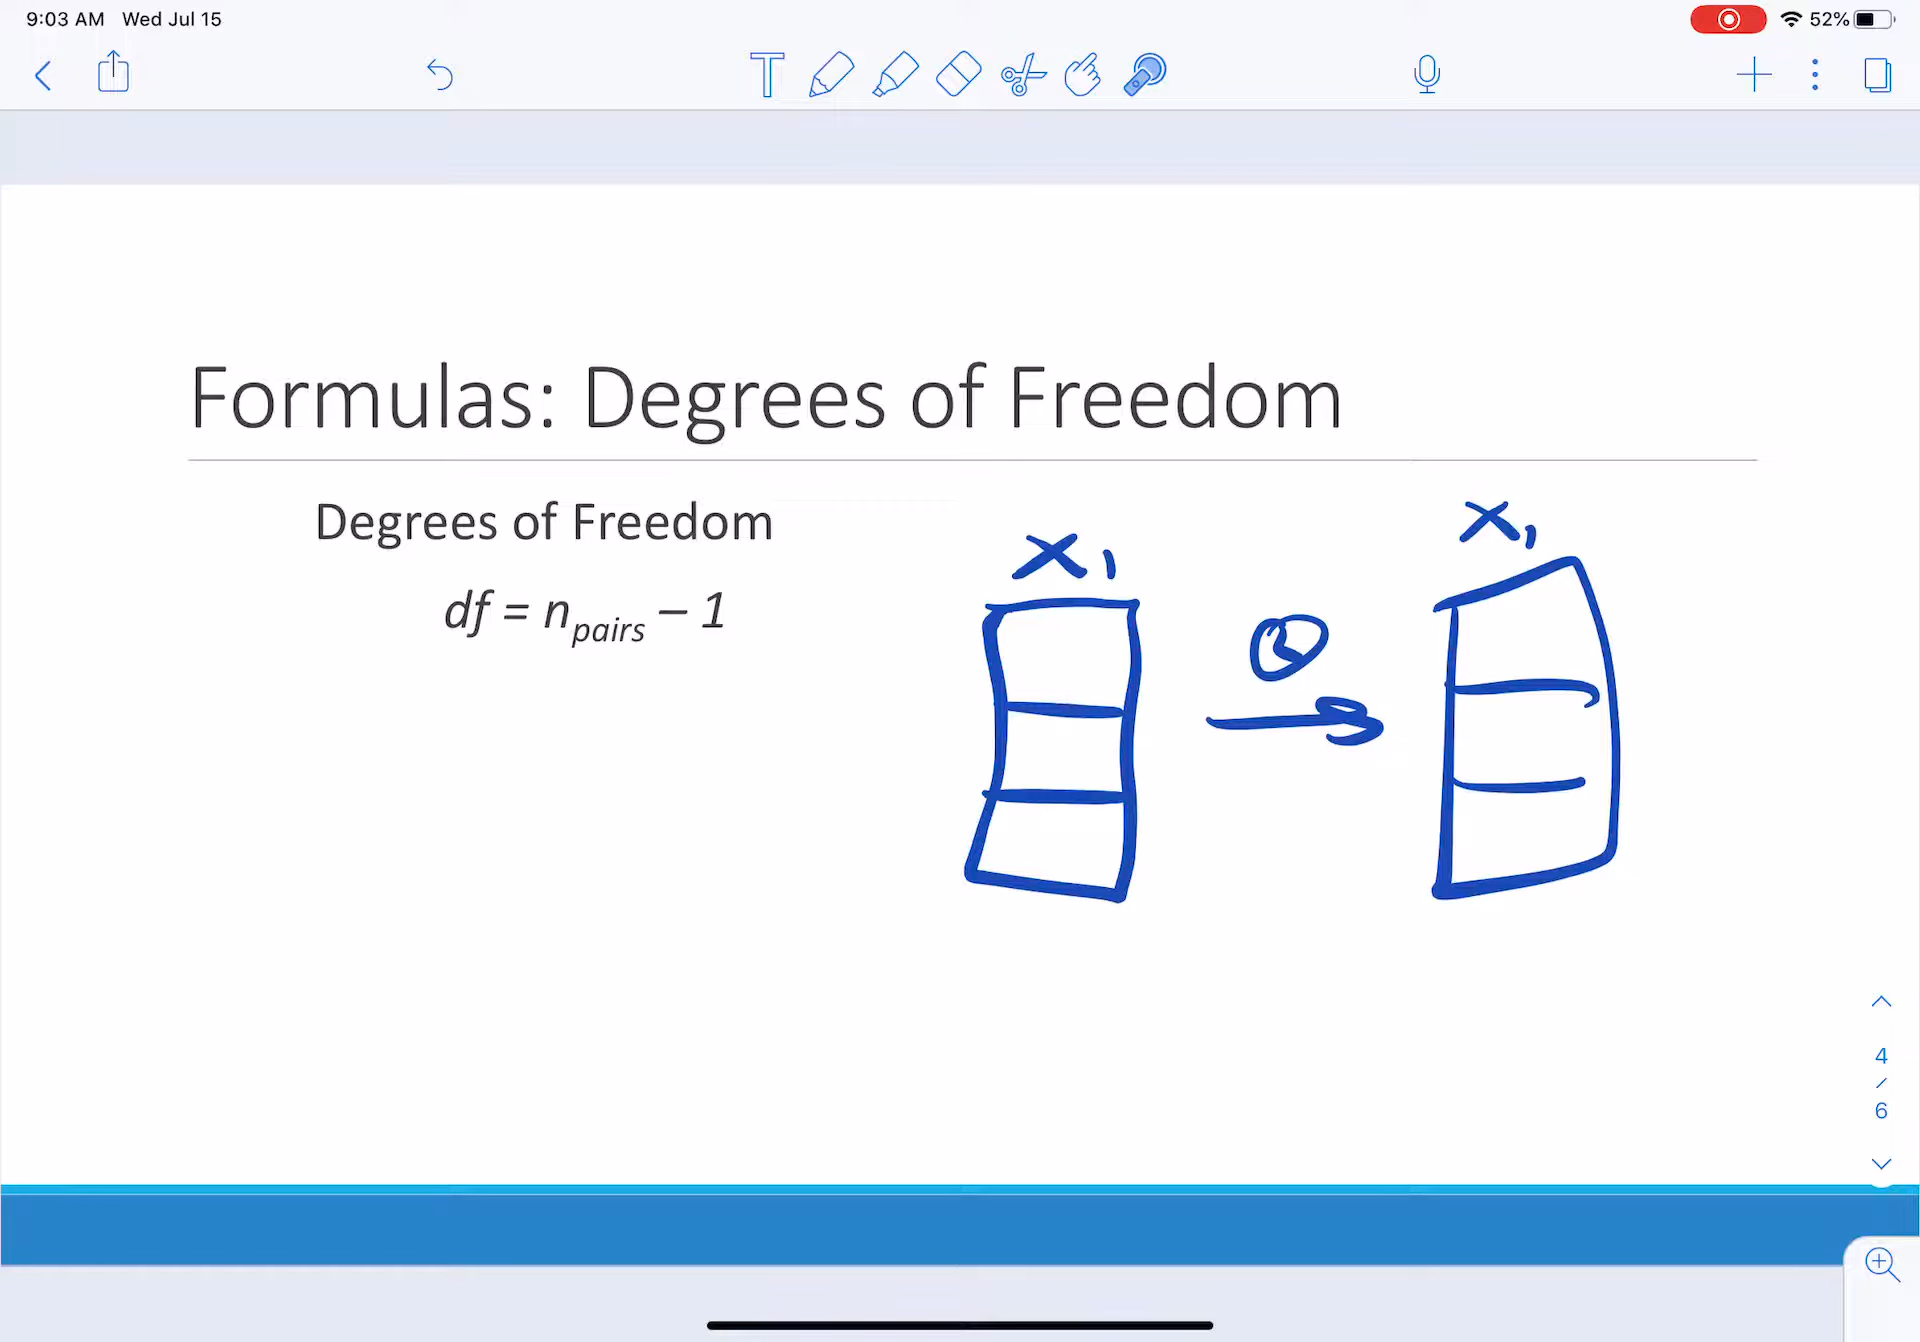 9:03 AM Wed Jul 15
52%
Formulas: Degrees of Freedom
Degrees of Freedom
df = n_pairs – 1
X₁
X₁
4
/
6